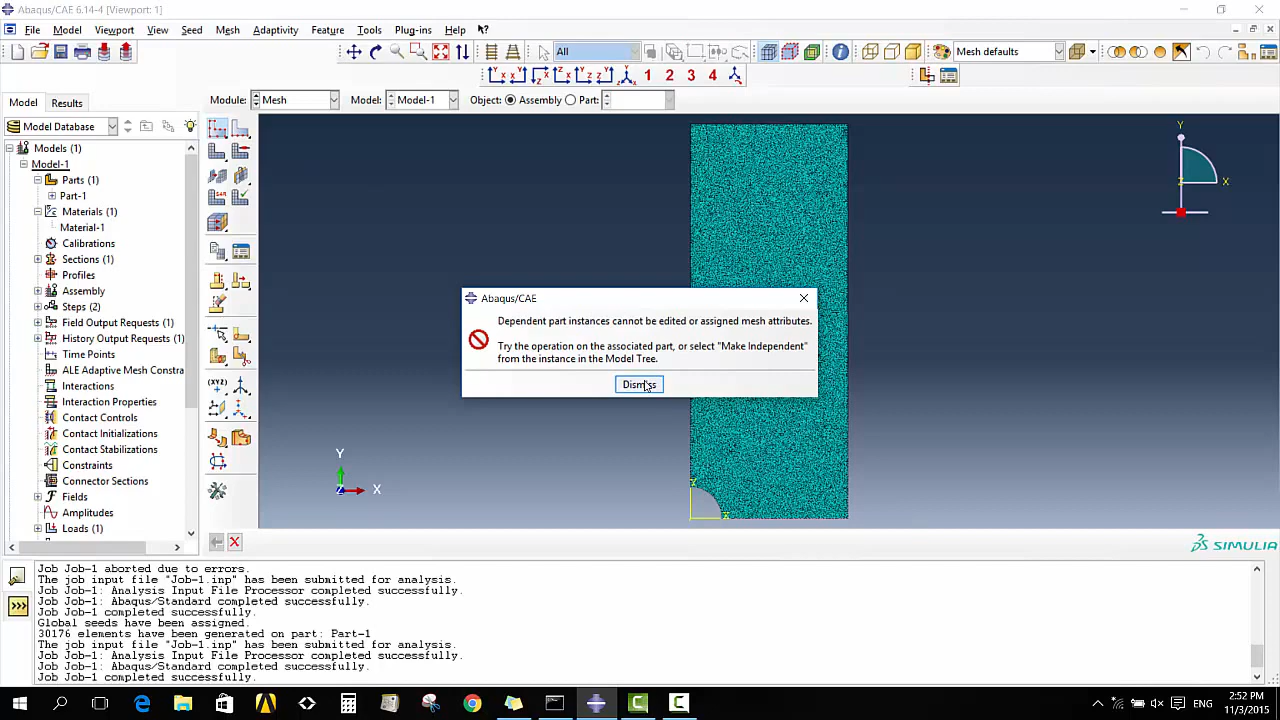 Abaqus/CAE 6.14-4 [Viewport: 1]
File Model Viewport View Seed Mesh Adaptivity Feature Tools Plug-ins Help
All
Mesh defaults
1 2 3 4
Model Results
Module: Mesh Model: Model-1 Object: Assembly Part:
Model Database
Models (1)
Model-1
Parts (1)
Part-1
Materials (1)
Material-1
Calibrations
Sections (1)
Profiles
Assembly
Steps (2)
Field Output Requests (1)
History Output Requests (1)
Time Points
ALE Adaptive Mesh Constra
Interactions
Interaction Properties
Contact Controls
Contact Initializations
Contact Stabilizations
Constraints
Connector Sections
Fields
Amplitudes
Loads (1)
Y
Z X
Abaqus/CAE
Dependent part instances cannot be edited or assigned mesh attributes.
Try the operation on the associated part, or select "Make Independent"
from the instance in the Model Tree.
Dismiss
Y
X
Y
Z X
SIMULIA
Job Job-1 aborted due to errors.
The job input file "Job-1.inp" has been submitted for analysis.
Job Job-1: Analysis Input File Processor completed successfully.
Job Job-1: Abaqus/Standard completed successfully.
Job Job-1 completed successfully.
Global seeds have been assigned.
30176 elements have been generated on part: Part-1
The job input file "Job-1.inp" has been submitted for analysis.
Job Job-1: Analysis Input File Processor completed successfully.
Job Job-1: Abaqus/Standard completed successfully.
Job Job-1 completed successfully.
ENG
2:52 PM
11/3/2015